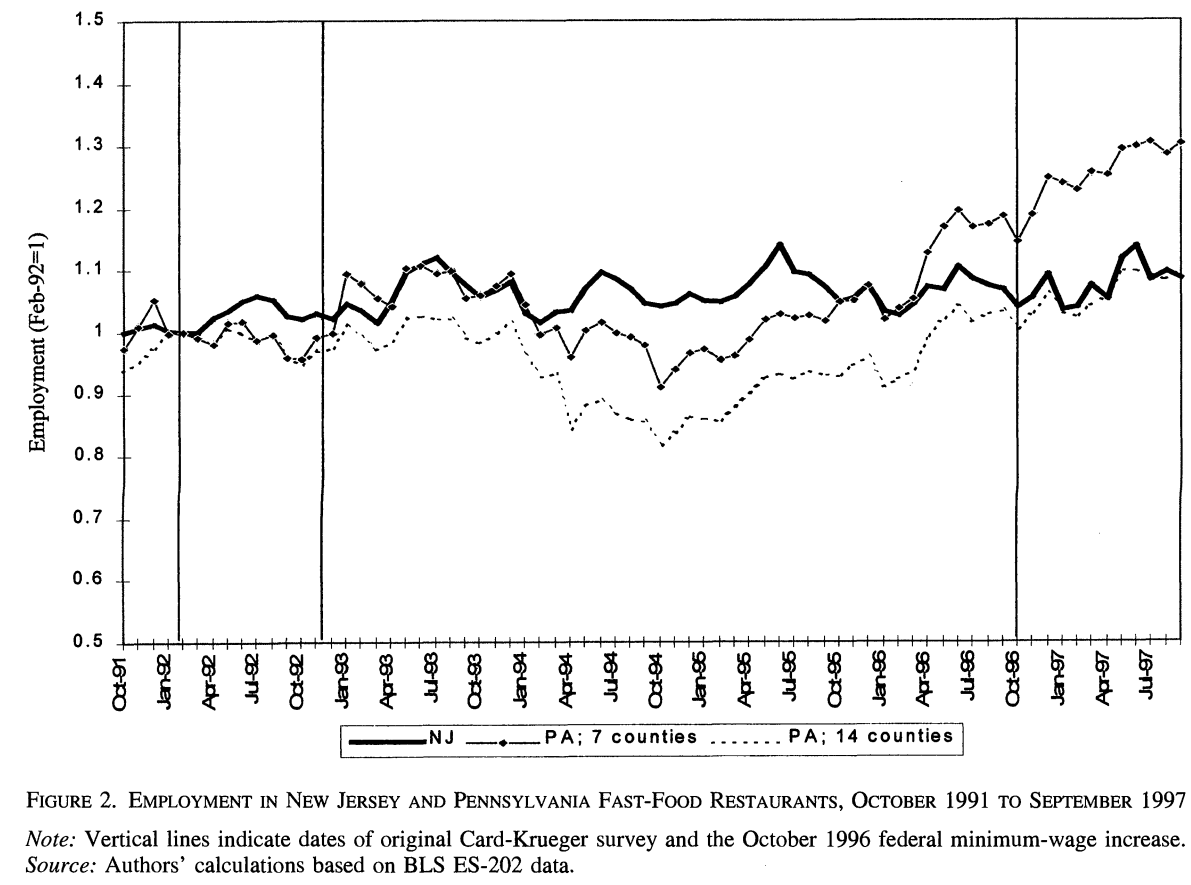 1.5
1.4
1.3
1.2
1.1
1
0.9
0.8
0.7
0.6
0.5
Employment (Feb-92=1)
Oct-91
Jan-92
Apr-92
Jul-92
Oct-92
Jan-93
Apr-93
Jul-93
Oct-93
Jan-94
Apr-94
Jul-94
Oct-94
Jan-95
Apr-95
Jul-95
Oct-95
Jan-96
Apr-96
Jul-96
Oct-96
Jan-97
Apr-97
Jul-97
NJ PA; 7 counties PA; 14 counties
FIGURE 2. EMPLOYMENT IN NEW JERSEY AND PENNSYLVANIA FAST-FOOD RESTAURANTS, OCTOBER 1991 TO SEPTEMBER 1997
Note: Vertical lines indicate dates of original Card-Krueger survey and the October 1996 federal minimum-wage increase.
Source: Authors' calculations based on BLS ES-202 data.